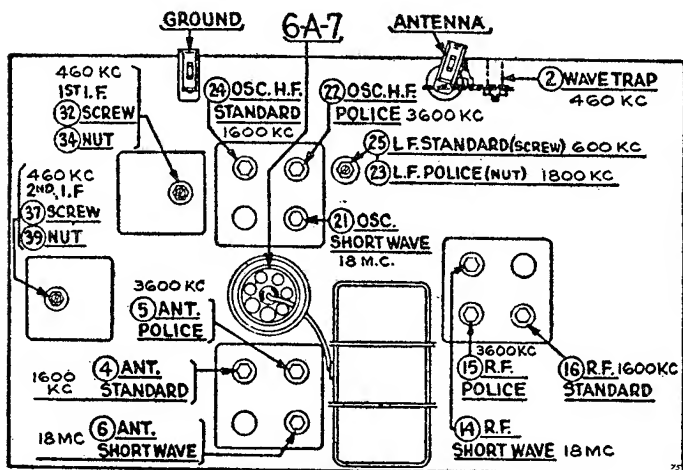 GROUND
6-A-7
ANTENNA
460 KC
1ST I.F
32 SCREW
34 NUT
24 OSC. H.F.
STANDARD
1600 KC
22 OSC. H.F.
POLICE 3600 KC
2 WAVE TRAP
460 KC
25 L.F. STANDARD (SCREW) 600 KC
23 L.F. POLICE (NUT) 1800 KC
460 KC
2ND. I.F
37 SCREW
39 NUT
21 OSC.
SHORT WAVE
18 M.C.
3600 KC
5 ANT.
POLICE
1600
KC
4 ANT.
STANDARD
18 MC
6 ANT.
SHORT WAVE
3600 KC
15 R.F.
POLICE
16 R.F. 1600 KC
STANDARD
14 R.F.
SHORT WAVE 18 MC